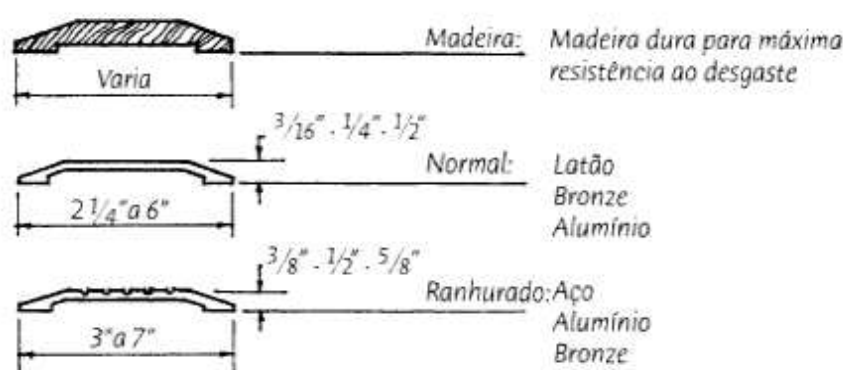 Madeira: Madeira dura para máxima
resistência ao desgaste
Varia
3/16" - 1/4" - 1/2"
Normal: Latão
Bronze
Alumínio
2 1/4" a 6"
3/8" - 1/2" - 5/8"
Ranhurado: Aço
Alumínio
Bronze
3" a 7"